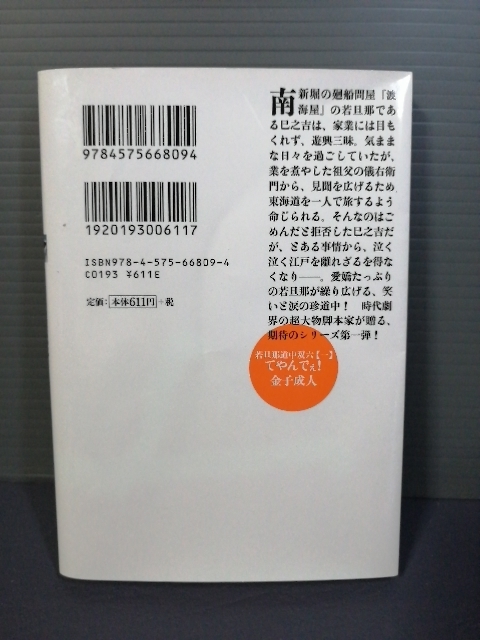 9784575668094
1920193006117
ISBN978-4-575-66809-4
C0193 ¥611E
定価:本体611円+税
南新堀の廻船問屋『渡
海屋』の若旦那であ
る巳之吉は、家業には目も
くれず、遊興三昧。気まま
な日々を過ごしていたが、
業を煮やした祖父の儀右衛
門から、見聞を広げるため
東海道を一人で旅するよう
命じられる。そんなのはご
めんだと拒否した巳之吉だ
が、とある事情から、泣く
泣く江戸を離れざるを得な
くなり――。愛嬌たっぷり
の若旦那が繰り広げる、笑
いと涙の珍道中！　時代劇
界の超大物脚本家が贈る、
期待のシリーズ第一弾！
若旦那道中双六【一】
てやんでぇ！
金子成人